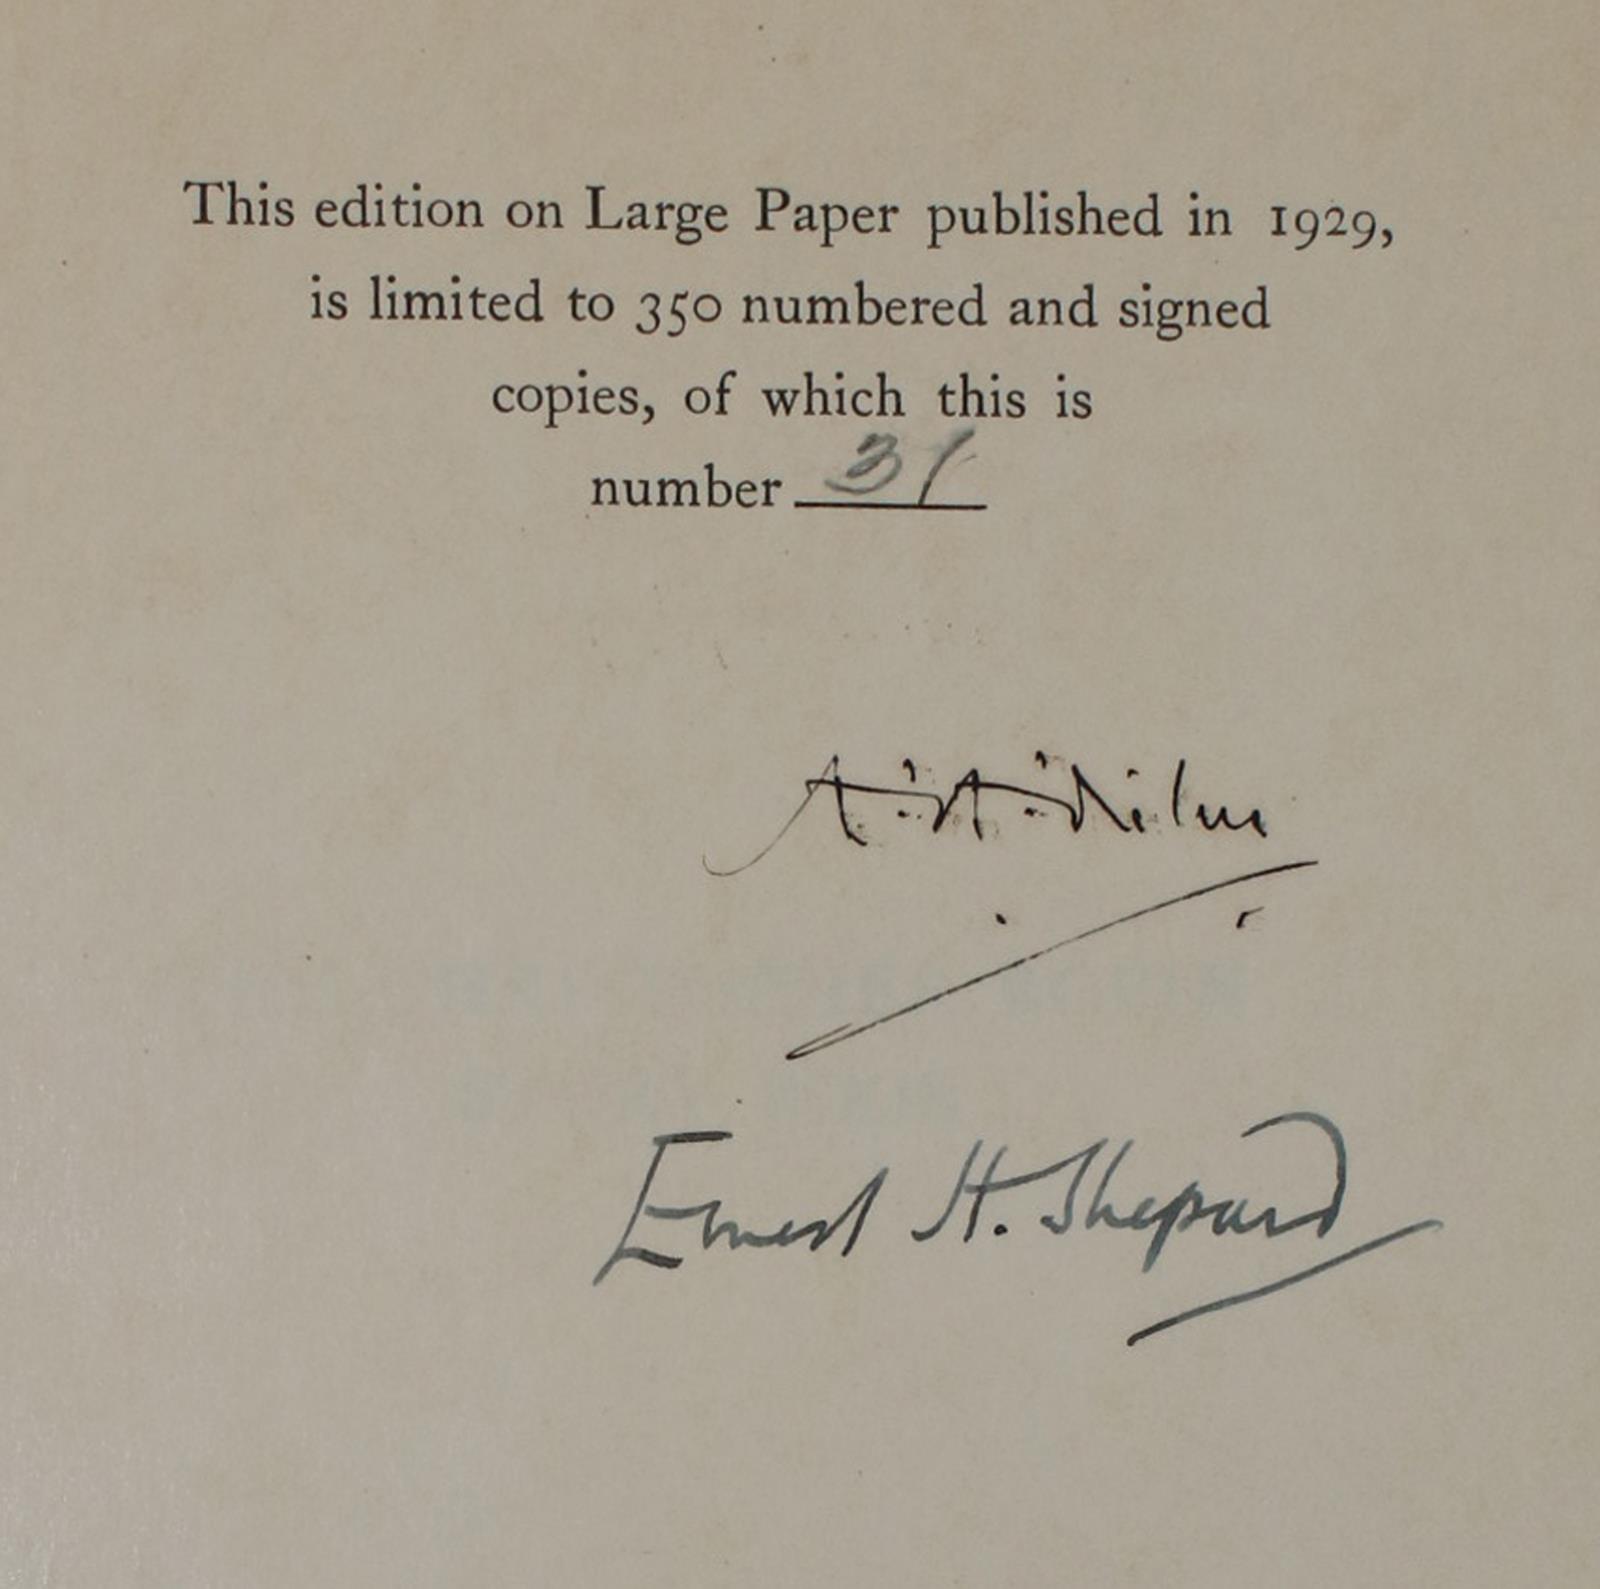 This edition on Large Paper published in 1929,
is limited to 350 numbered and signed
copies, of which this is
number 31
A. A. Milne
Ernest H. Shepard